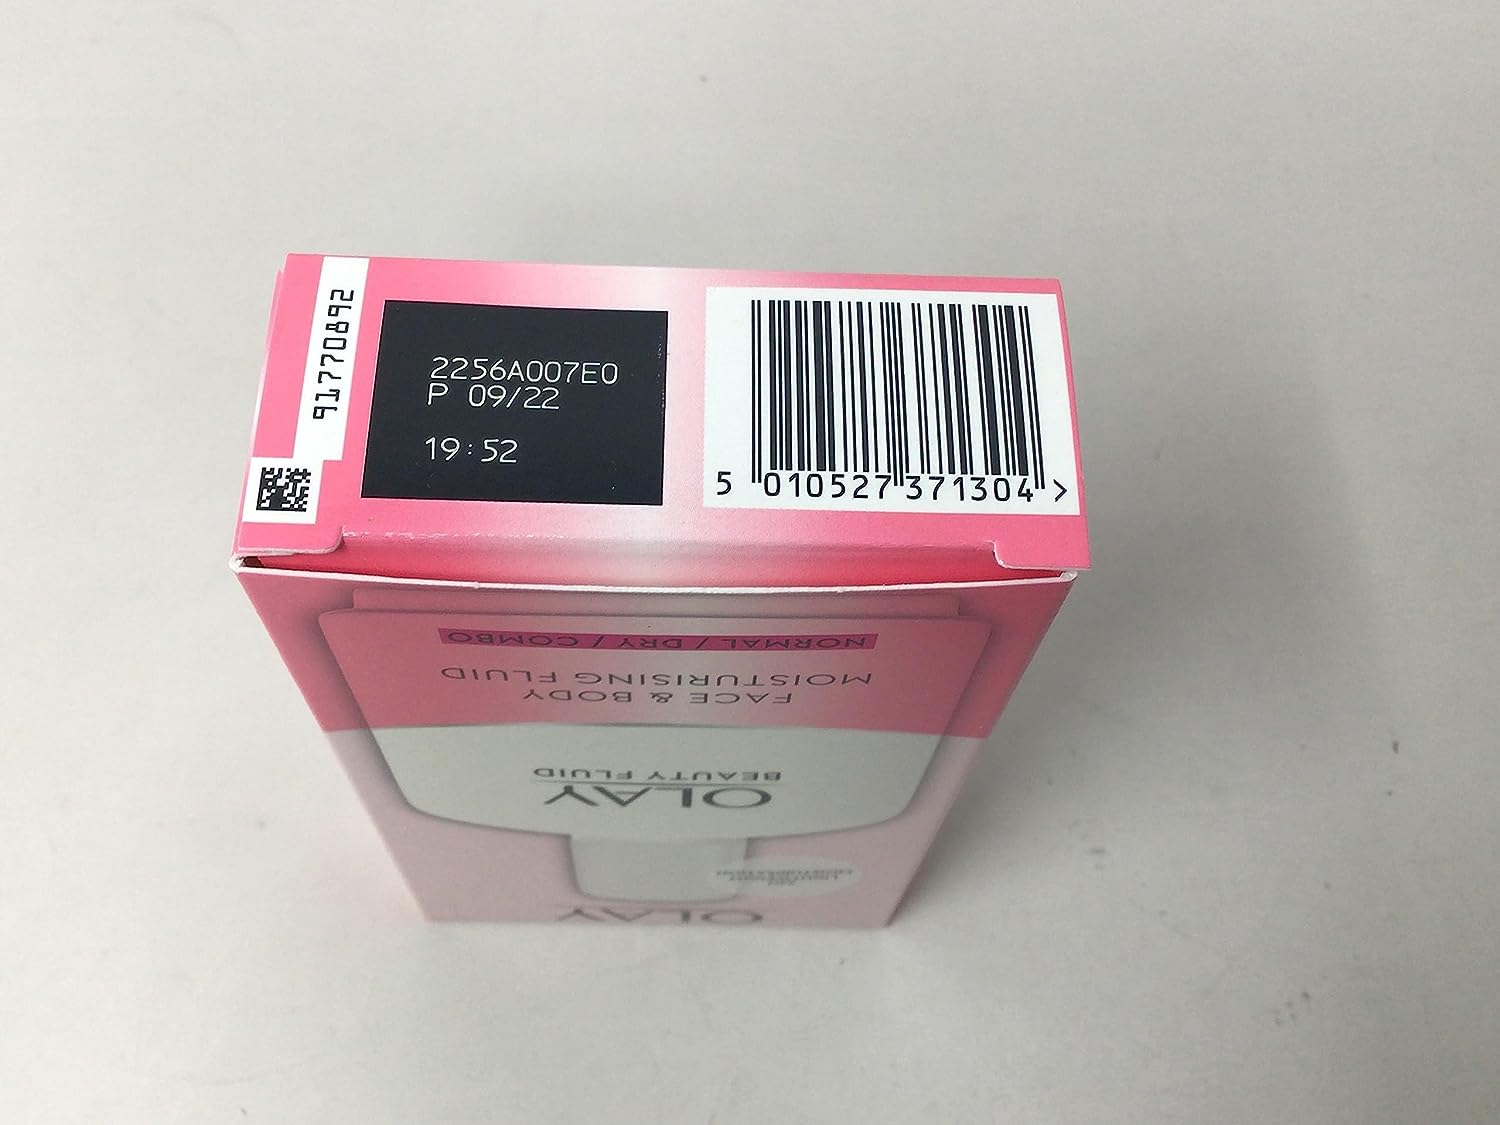 91770892
2256A007E0
P 09/22
19:52
5 010527 371304 >
NORMAL / DRY / COMBO
MOISTURISING FLUID
FACE & BODY
BEAUTY FLUID
OLAY
OLAY